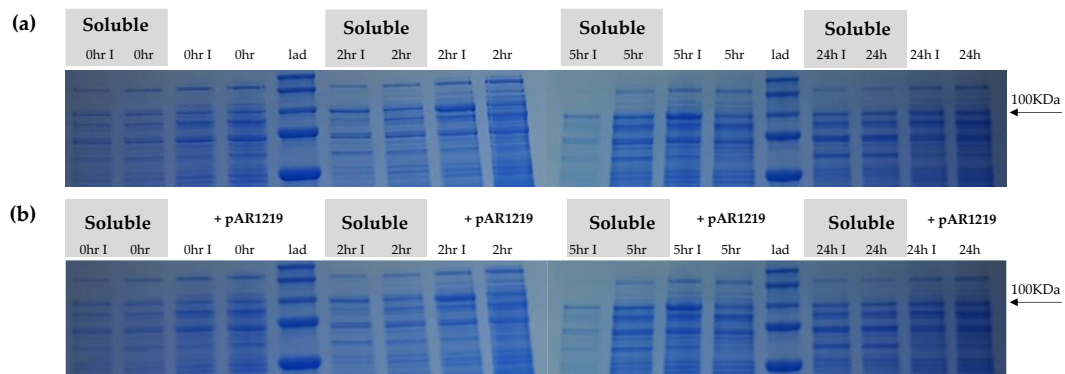 (a)
Soluble Soluble Soluble Soluble
0hr I 0hr 0hr I 0hr lad 2hr I 2hr 2hr I 2hr 5hr I 5hr 5hr I 5hr lad 24h I 24h 24h I 24h
100KDa
(b)
Soluble + pAR1219 Soluble + pAR1219 Soluble + pAR1219 Soluble + pAR1219
0hr I 0hr 0hr I 0hr lad 2hr I 2hr 2hr I 2hr 5hr I 5hr 5hr I 5hr lad 24h I 24h 24h I 24h
100KDa